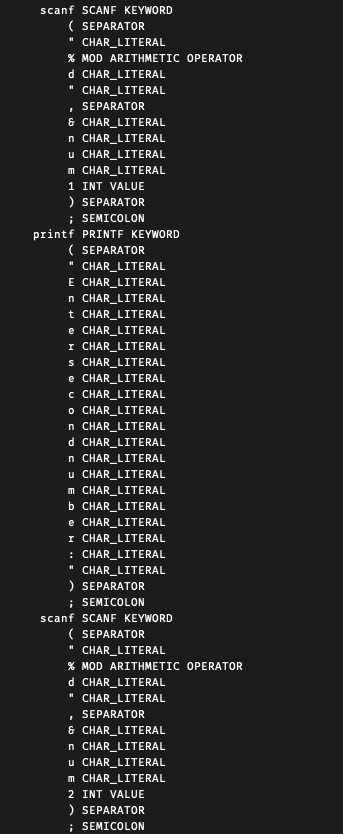 scanf SCANF KEYWORD
( SEPARATOR
" CHAR_LITERAL
% MOD ARITHMETIC OPERATOR
d CHAR_LITERAL
" CHAR_LITERAL
, SEPARATOR
& CHAR_LITERAL
n CHAR_LITERAL
u CHAR_LITERAL
m CHAR_LITERAL
1 INT VALUE
) SEPARATOR
; SEMICOLON
printf PRINTF KEYWORD
( SEPARATOR
" CHAR_LITERAL
E CHAR_LITERAL
n CHAR_LITERAL
t CHAR_LITERAL
e CHAR_LITERAL
r CHAR_LITERAL
s CHAR_LITERAL
e CHAR_LITERAL
c CHAR_LITERAL
o CHAR_LITERAL
n CHAR_LITERAL
d CHAR_LITERAL
n CHAR_LITERAL
u CHAR_LITERAL
m CHAR_LITERAL
b CHAR_LITERAL
e CHAR_LITERAL
r CHAR_LITERAL
: CHAR_LITERAL
" CHAR_LITERAL
) SEPARATOR
; SEMICOLON
scanf SCANF KEYWORD
( SEPARATOR
" CHAR_LITERAL
% MOD ARITHMETIC OPERATOR
d CHAR_LITERAL
" CHAR_LITERAL
, SEPARATOR
& CHAR_LITERAL
n CHAR_LITERAL
u CHAR_LITERAL
m CHAR_LITERAL
2 INT VALUE
) SEPARATOR
; SEMICOLON